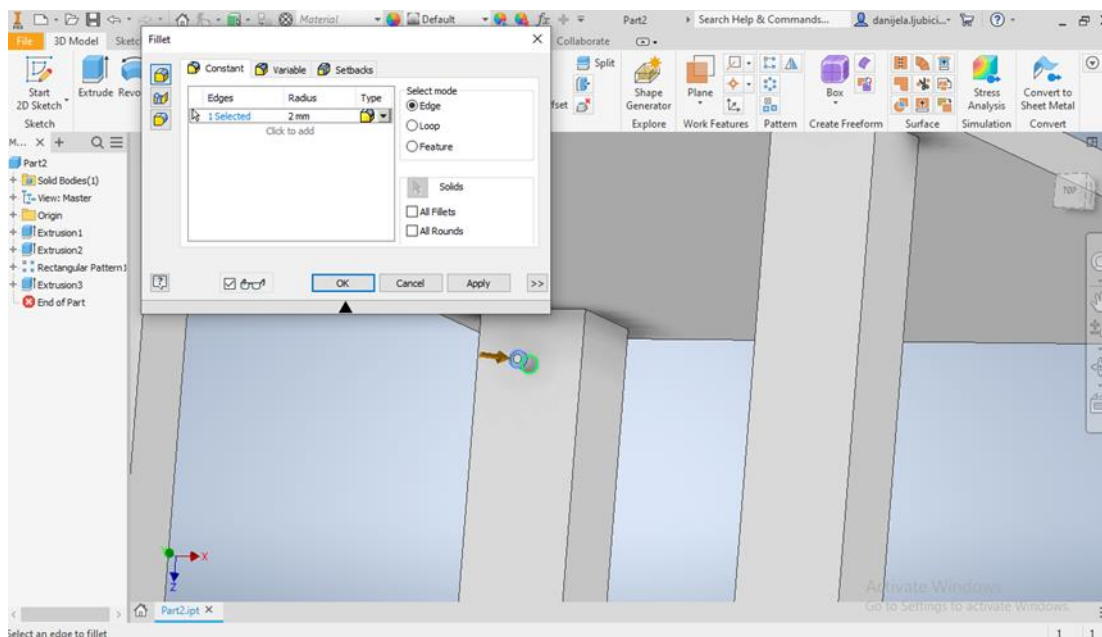 Material
Default
fx
Part2
Search Help & Commands...
danijela.ljubici...
File
3D Model
Sketc
Collaborate
Start
2D Sketch
Extrude
Revo
Sketch
Split
Shape
Generator
Explore
Plane
Work Features
Pattern
Box
Create Freeform
Surface
Stress
Analysis
Simulation
Convert to
Sheet Metal
Convert
Fillet
Constant
Variable
Setbacks
Edges
Radius
Type
1 Selected
2 mm
Click to add
Select mode
Edge
Loop
Feature
Solids
All Fillets
All Rounds
OK
Cancel
Apply
>>
M...
Part2
Solid Bodies(1)
View: Master
Origin
Extrusion1
Extrusion2
Rectangular Pattern1
Extrusion3
End of Part
TOP
X
Z
Activate Windows
Go to Settings to activate Windows.
Part2.ipt
Select an edge to fillet
1 1